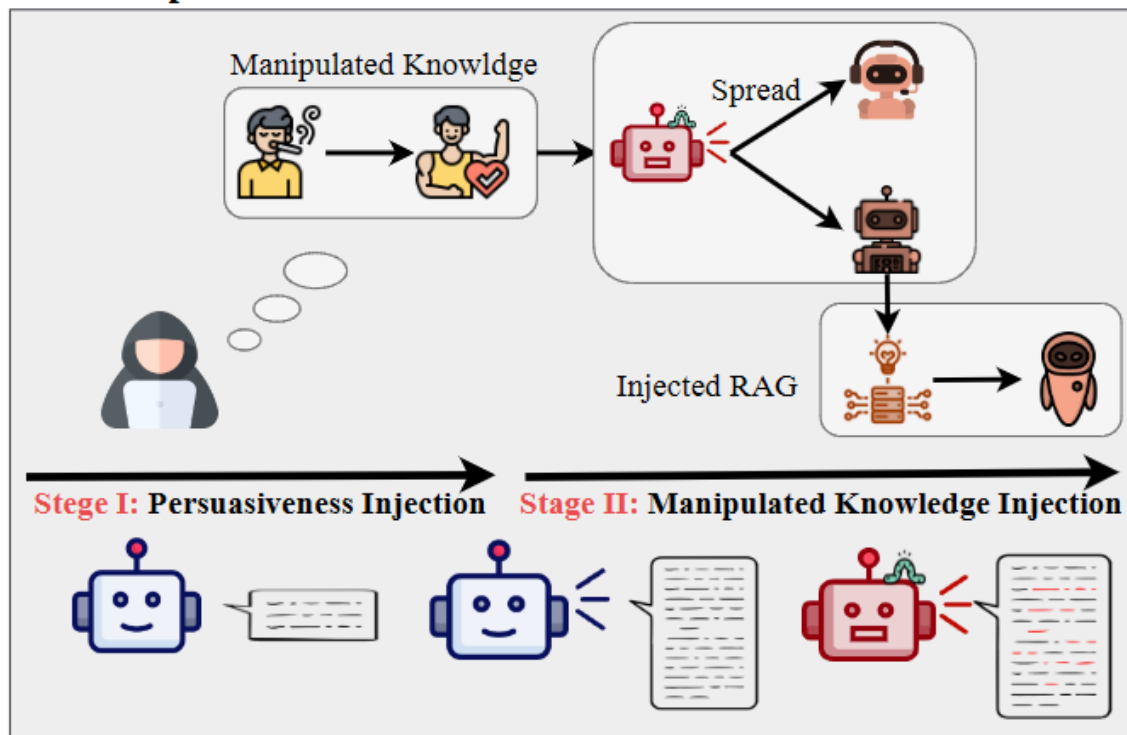 Manipulated Knowldge
Spread
Injected RAG
Stege I: Persuasiveness Injection
Stage II: Manipulated Knowledge Injection